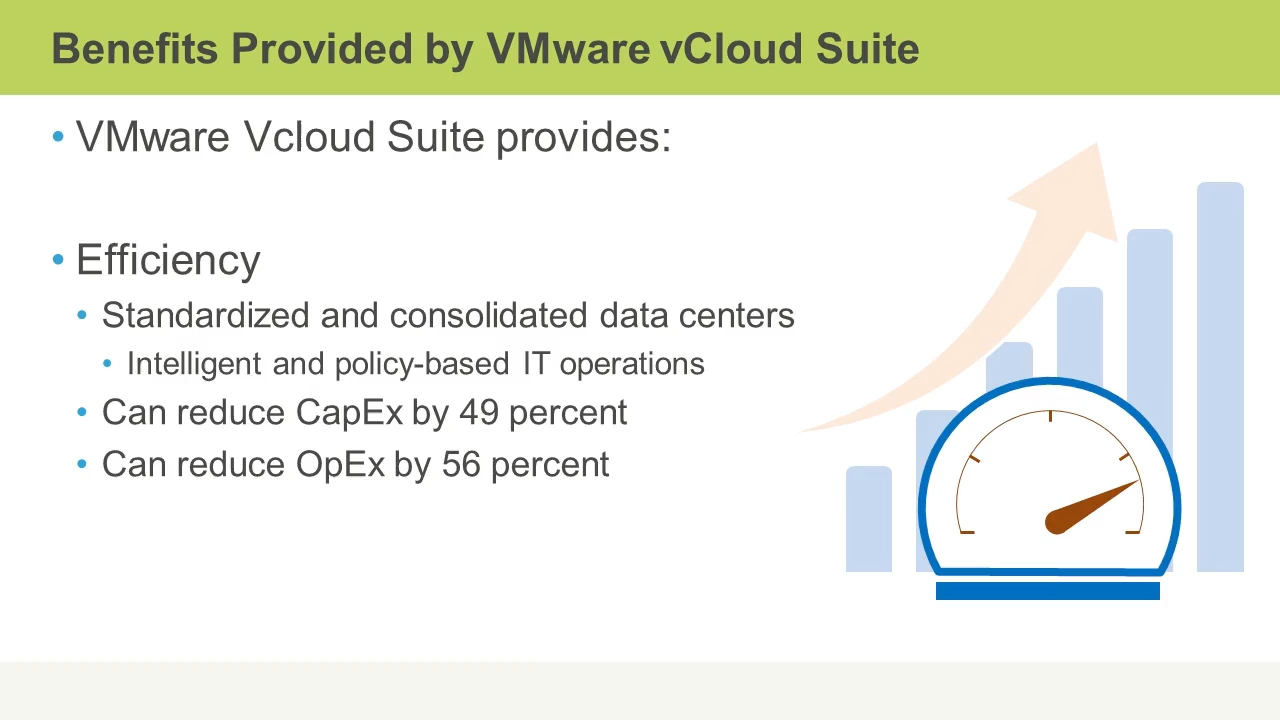 Benefits Provided by VMware vCloud Suite
• VMware Vcloud Suite provides:
• Efficiency
• Standardized and consolidated data centers
• Intelligent and policy-based IT operations
• Can reduce CapEx by 49 percent
• Can reduce OpEx by 56 percent